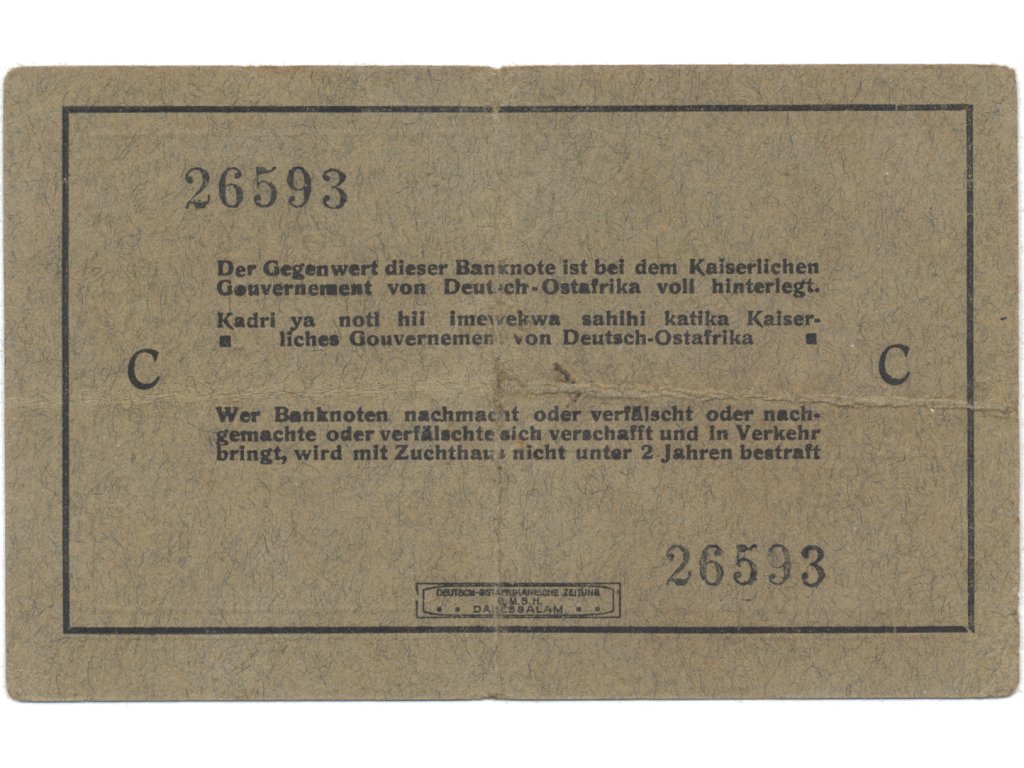 26593
Der Gegenwert dieser Banknote ist bei dem Kaiserlichen
Gouvernement von Deutsch-Ostafrika voll hinterlegt.
Kadri ya noti hii imewekwa sahihi katika Kaiser-
liches Gouvernement von Deutsch-Ostafrika
C
C
Wer Banknoten nachmacht oder verfälscht oder nach-
gemachte oder verfälschte sich verschafft und in Verkehr
bringt, wird mit Zuchthaus nicht unter 2 Jahren bestraft
26593
DEUTSCH-OSTAFRIKANISCHE ZEITUNG
G.M.B.H.
DARESSALAM